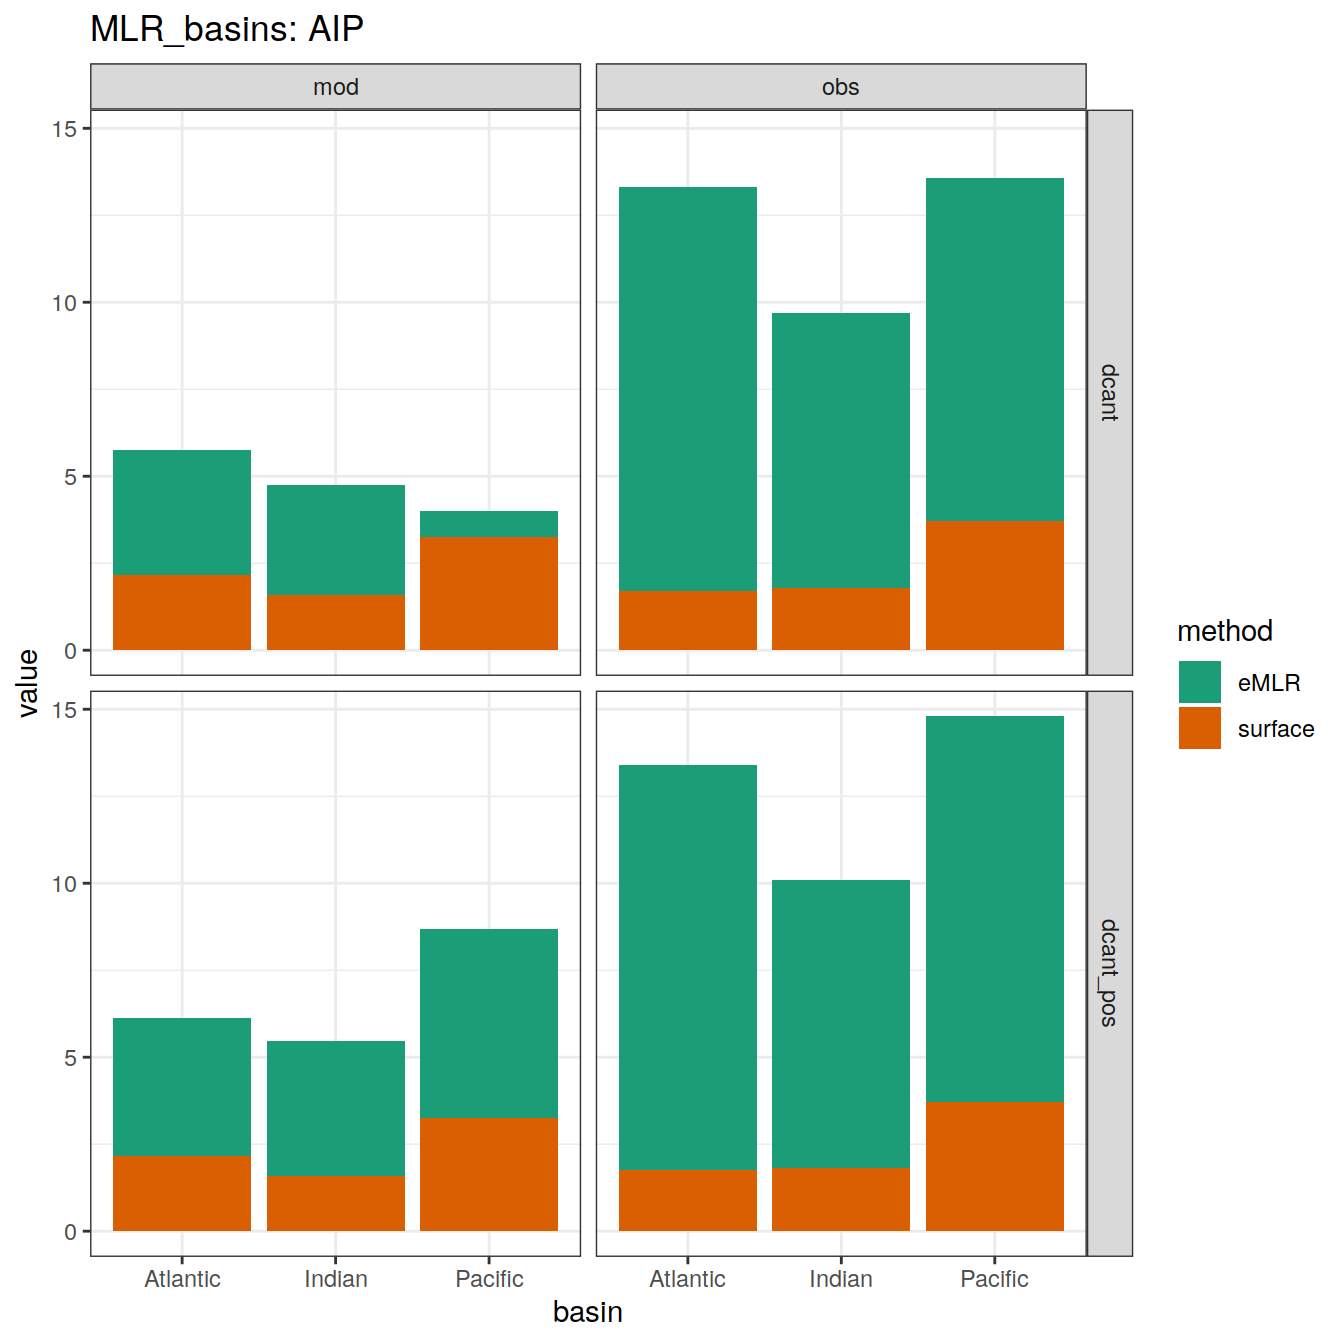 MLR_basins: AIP
mod
obs
15
10
5
0
dcant
15
10
5
0
dcant_pos
value
Atlantic
Indian
Pacific
Atlantic
Indian
Pacific
basin
method
eMLR
surface